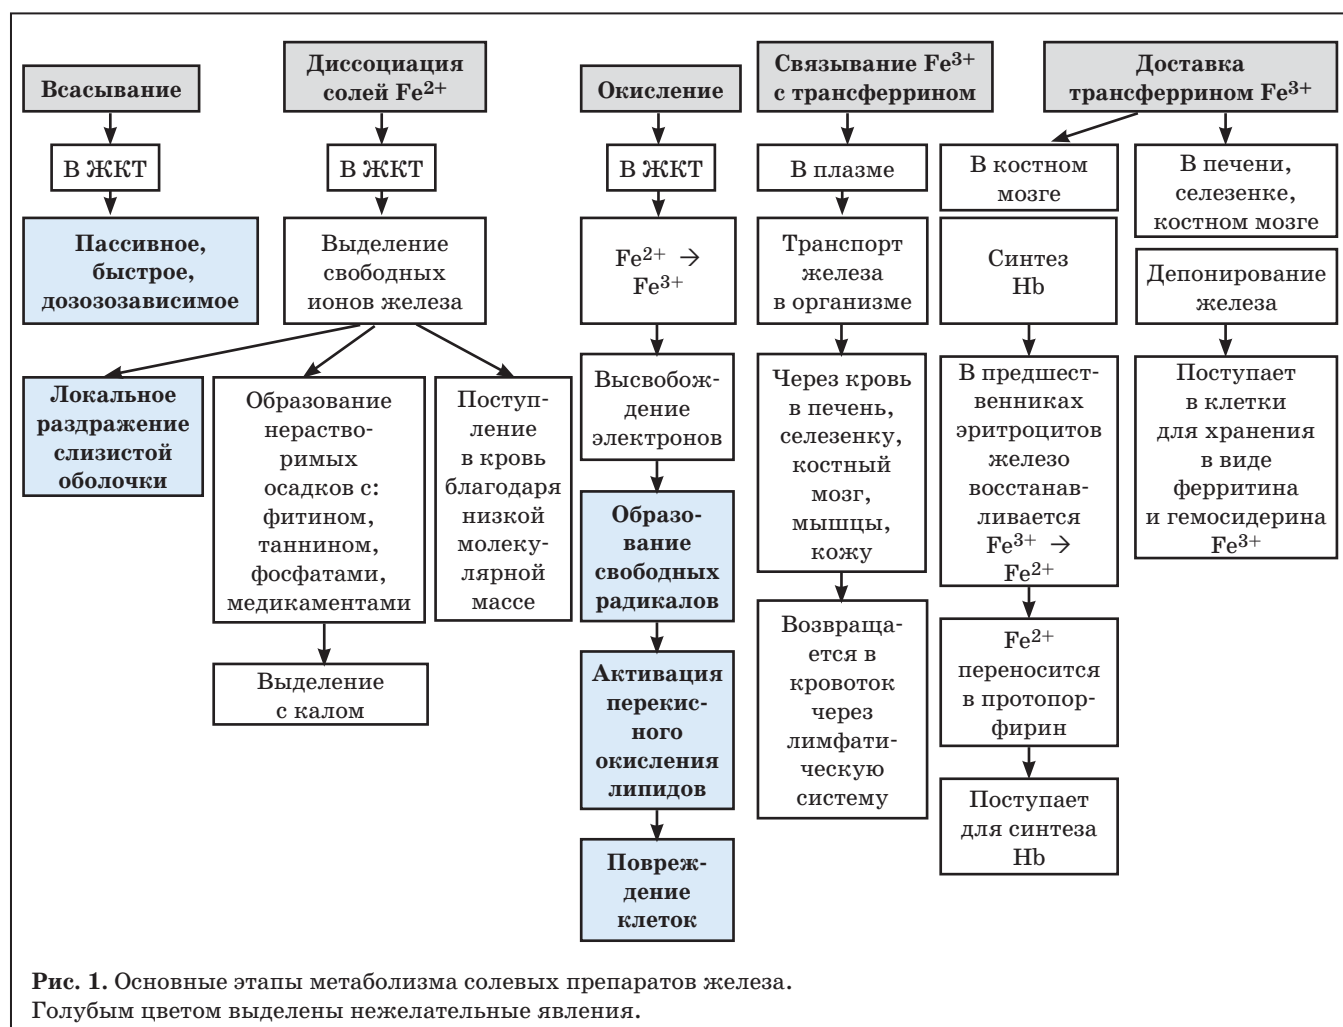 Всасывание
В ЖКТ
Пассивное,
быстрое,
дозозозависимое
Диссоциация
солей Fe2+
В ЖКТ
Выделение
свободных
ионов железа
Локальное
раздражение
слизистой
оболочки
Образование
нераство-
римых
осадков с:
фитином,
таннином,
фосфатами,
медикаментами
Выделение
с калом
Поступ-
ление
в кровь
благодаря
низкой
молеку-
лярной
массе
Окисление
В ЖКТ
Fe2+ →
Fe3+
Высвобож-
дение
электронов
Образо-
вание
свободных
радикалов
Активация
перекис-
ного
окисления
липидов
Повреж-
дение
клеток
Связывание Fe3+
с трансферрином
В плазме
Транспорт
железа
в организме
Через кровь
в печень,
селезенку,
костный
мозг,
мышцы,
кожу
Возвраща-
ется в
кровоток
через
лимфати-
ческую
систему
Доставка
трансферрином Fe3+
В костном
мозге
Синтез
Hb
В предшест-
венниках
эритроцитов
железо
восстанав-
ливается
Fe3+ →
Fe2+
Fe2+
переносится
в протопор-
фирин
Поступает
для синтеза
Hb
В печени,
селезенке,
костном мозге
Депонирование
железа
Поступает
в клетки
для хранения
в виде
ферритина
и гемосидерина
Fe3+
Рис. 1. Основные этапы метаболизма солевых препаратов железа.
Голубым цветом выделены нежелательные явления.